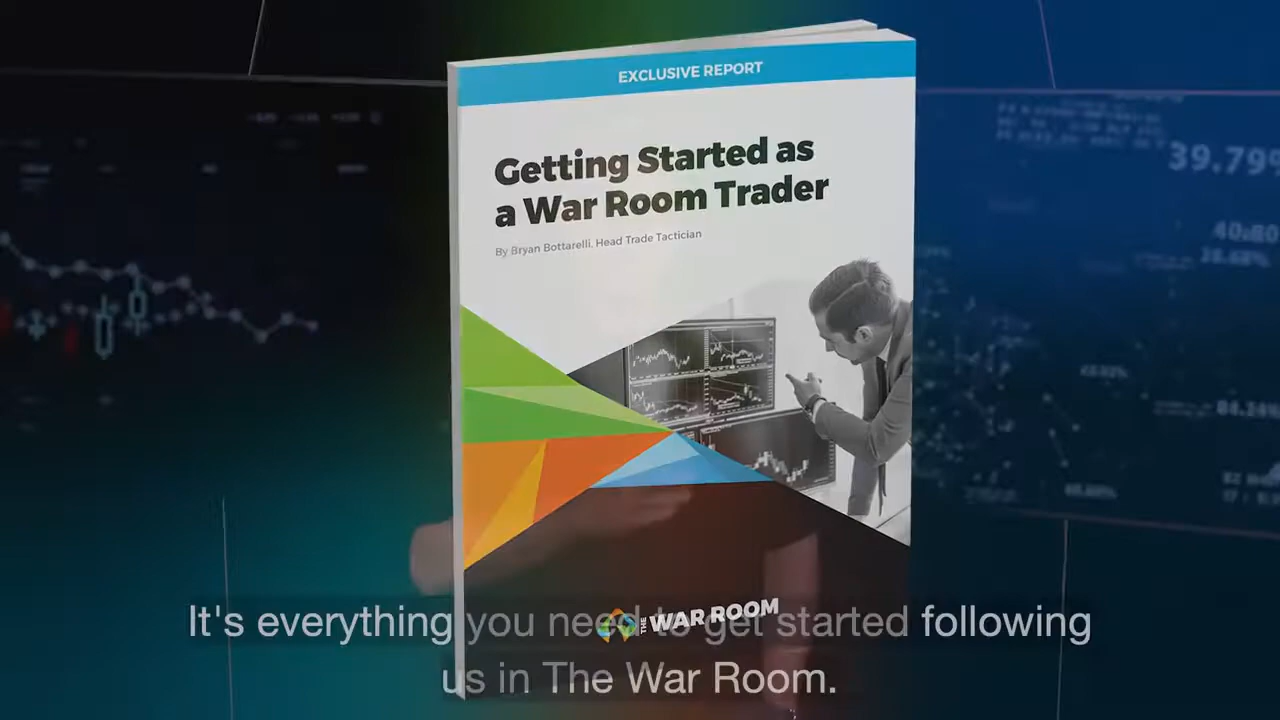 EXCLUSIVE REPORT
Getting Started as
a War Room Trader
By Bryan Bottarelli, Head Trade Tactician
39.79%
THE WAR ROOM
It's everything you need to get started following
us in The War Room.